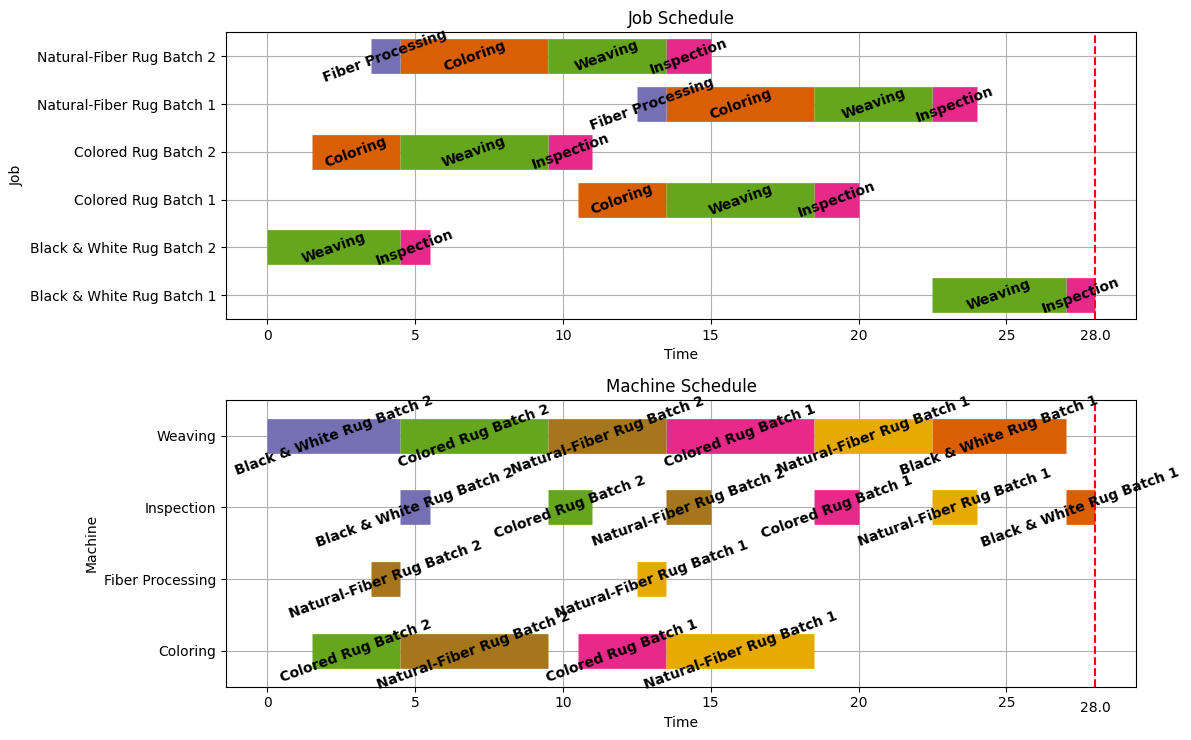 Job Schedule
Job
Natural-Fiber Rug Batch 2
Fiber Processing
Coloring
Weaving
Inspection
Natural-Fiber Rug Batch 1
Fiber Processing
Coloring
Weaving
Inspection
Colored Rug Batch 2
Coloring
Weaving
Inspection
Colored Rug Batch 1
Coloring
Weaving
Inspection
Black & White Rug Batch 2
Weaving
Inspection
Black & White Rug Batch 1
Weaving
Inspection
0 5 10 15 20 25 28.0
Time
Machine Schedule
Machine
Weaving
Black & White Rug Batch 2
Colored Rug Batch 2
Natural-Fiber Rug Batch 2
Colored Rug Batch 1
Natural-Fiber Rug Batch 1
Black & White Rug Batch 1
Inspection
Black & White Rug Batch 2
Colored Rug Batch 2
Natural-Fiber Rug Batch 2
Colored Rug Batch 1
Natural-Fiber Rug Batch 1
Black & White Rug Batch 1
Fiber Processing
Natural-Fiber Rug Batch 2
Natural-Fiber Rug Batch 1
Coloring
Colored Rug Batch 2
Natural-Fiber Rug Batch 2
Colored Rug Batch 1
Natural-Fiber Rug Batch 1
0 5 10 15 20 25 28.0
Time